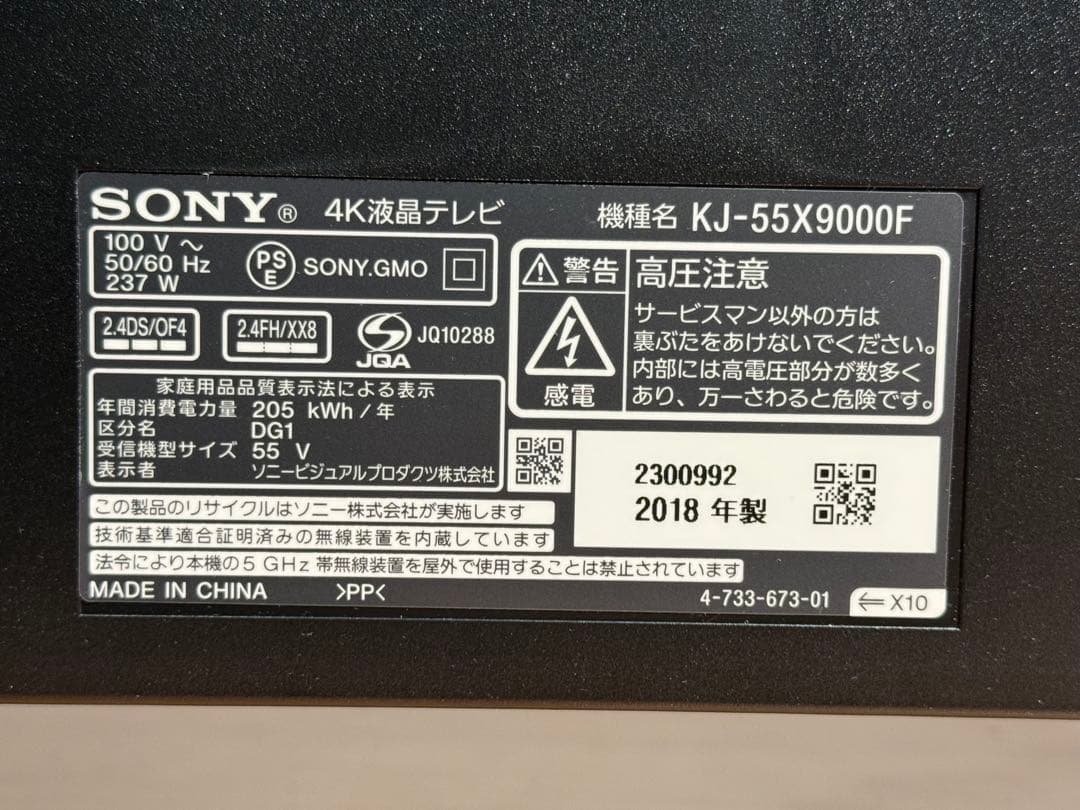 SONY® 4K液晶テレビ 機種名 KJ-55X9000F
100 V ～
50/60 Hz
237 W
PS
E
SONY.GMO
2.4DS/OF4
2.4FH/XX8
JQA
JQ10288
家庭用品品質表示法による表示
年間消費電力量 205 kWh/年
区分名 DG1
受信機型サイズ 55 V
表示者 ソニービジュアルプロダクツ株式会社
警告
高圧注意
感電
サービスマン以外の方は
裏ぶたをあけないでください。
内部には高電圧部分が数多く
あり、万一さわると危険です。
2300992
2018 年製
この製品のリサイクルはソニー株式会社が実施します
技術基準適合証明済みの無線装置を内蔵しています
法令により本機の5 GHz 帯無線装置を屋外で使用することは禁止されています
MADE IN CHINA >PP< 4-733-673-01 ⇐ X10